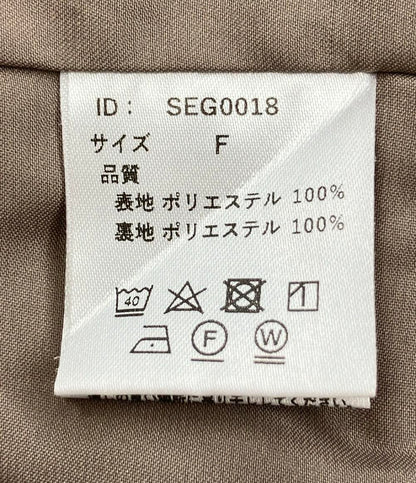 ID： SEG0018
サイズ F
品質
表地 ポリエステル 100%
裏地 ポリエステル 100%
40
F W